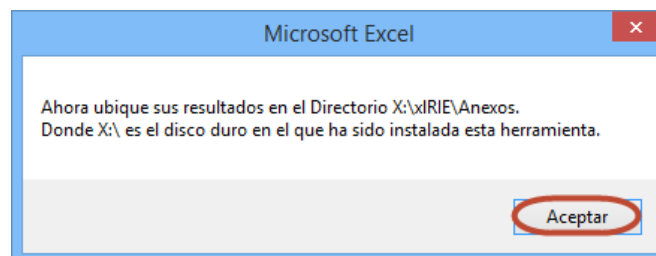 Microsoft Excel
Ahora ubique sus resultados en el Directorio X:\xIRIE\Anexos.
Donde X:\ es el disco duro en el que ha sido instalada esta herramienta.
Aceptar